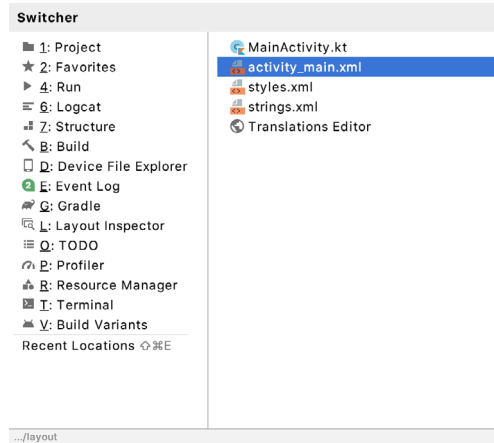 Switcher
1: Project
2: Favorites
4: Run
6: Logcat
7: Structure
B: Build
D: Device File Explorer
2 E: Event Log
G: Gradle
L: Layout Inspector
O: TODO
P: Profiler
R: Resource Manager
T: Terminal
V: Build Variants
Recent Locations ⇧⌘E
MainActivity.kt
activity_main.xml
styles.xml
strings.xml
Translations Editor
.../layout